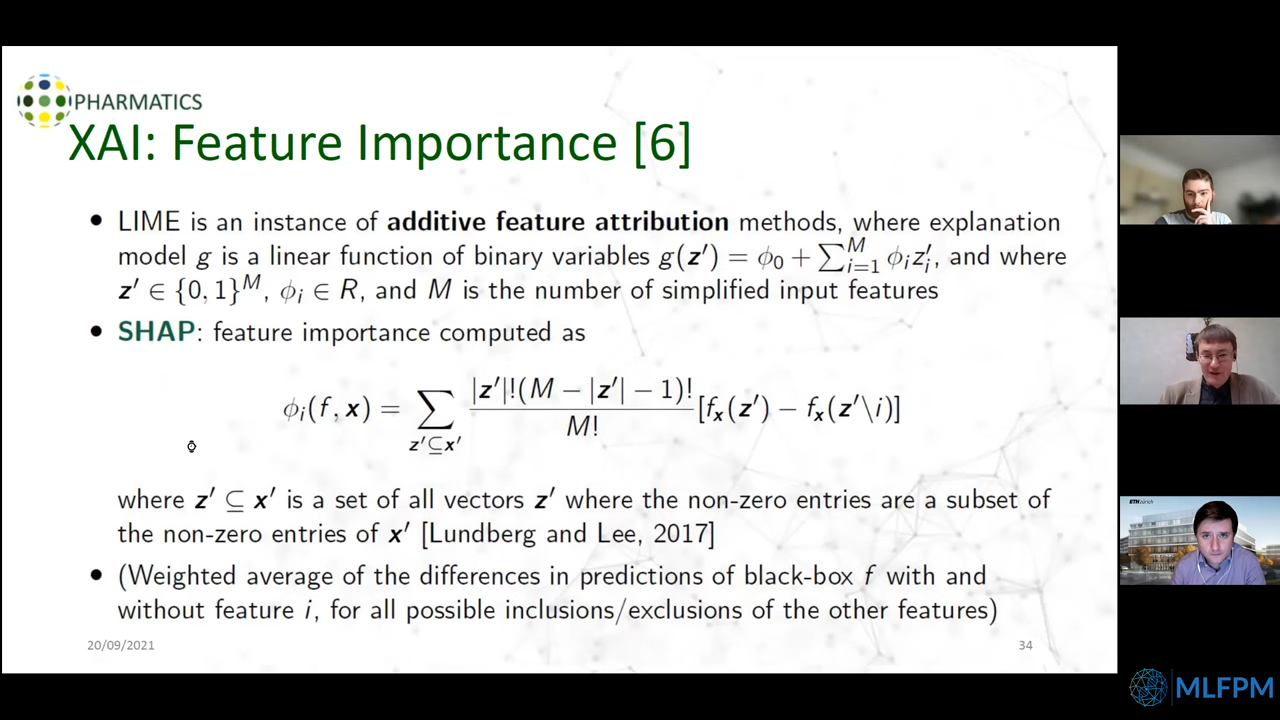 PHARMATICS
XAI: Feature Importance [6]
• LIME is an instance of additive feature attribution methods, where explanation
model g is a linear function of binary variables g(z′) = ϕ₀ + ∑ᵢ₌₁ᴹ ϕᵢz′ᵢ, and where
z′ ∈ {0, 1}ᴹ, ϕᵢ ∈ R, and M is the number of simplified input features
• SHAP: feature importance computed as
ϕᵢ(f, x) = ∑_{z′⊆x′} |z′|!(M − |z′| − 1)! / M! [fₓ(z′) − fₓ(z′\i)]
where z′ ⊆ x′ is a set of all vectors z′ where the non-zero entries are a subset of
the non-zero entries of x′ [Lundberg and Lee, 2017]
• (Weighted average of the differences in predictions of black-box f with and
without feature i, for all possible inclusions/exclusions of the other features)
20/09/2021
34
ETH zürich
MLFPM